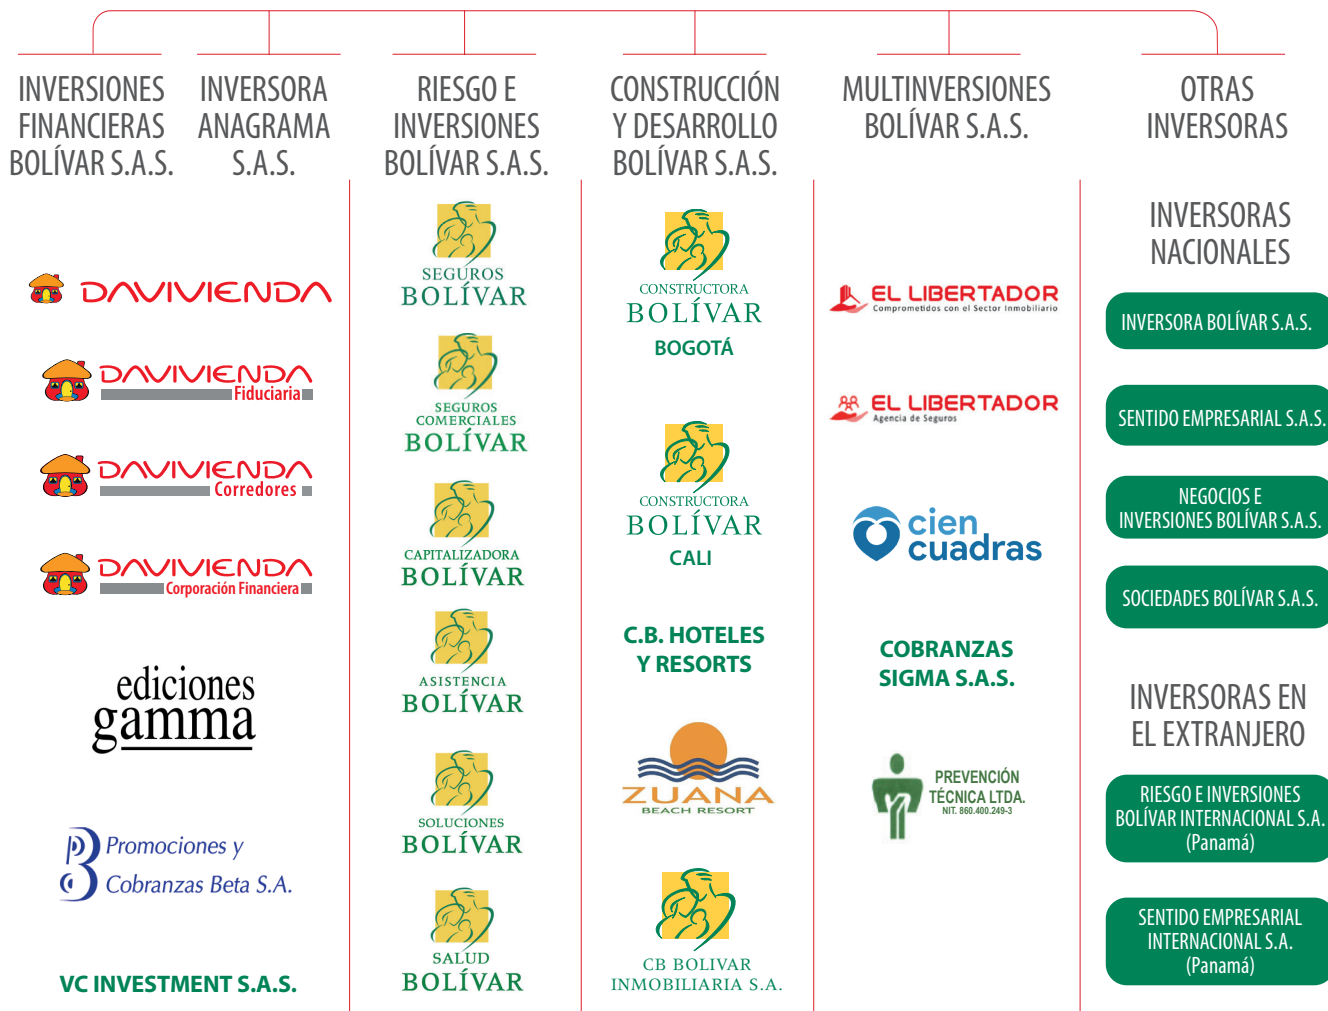 INVERSIONES
FINANCIERAS
BOLÍVAR S.A.S.
INVERSORA
ANAGRAMA
S.A.S.
DAVIVIENDA
DAVIVIENDA
Fiduciaria
DAVIVIENDA
Corredores
DAVIVIENDA
Corporación Financiera
ediciones
gamma
Promociones y
Cobranzas Beta S.A.
VC INVESTMENT S.A.S.
RIESGO E
INVERSIONES
BOLÍVAR S.A.S.
SEGUROS
BOLÍVAR
SEGUROS
COMERCIALES
BOLÍVAR
CAPITALIZADORA
BOLÍVAR
ASISTENCIA
BOLÍVAR
SOLUCIONES
BOLÍVAR
SALUD
BOLÍVAR
CONSTRUCCIÓN
Y DESARROLLO
BOLÍVAR S.A.S.
CONSTRUCTORA
BOLÍVAR
BOGOTÁ
CONSTRUCTORA
BOLÍVAR
CALI
C.B. HOTELES
Y RESORTS
ZUANA
BEACH RESORT
CB BOLIVAR
INMOBILIARIA S.A.
MULTINVERSIONES
BOLÍVAR S.A.S.
EL LIBERTADOR
Comprometidos con el Sector Inmobiliario
EL LIBERTADOR
Agencia de Seguros
cien
cuadras
COBRANZAS
SIGMA S.A.S.
PREVENCIÓN
TÉCNICA LTDA.
NIT. 860.400.249-3
OTRAS
INVERSORAS
INVERSORAS
NACIONALES
INVERSORA BOLÍVAR S.A.S.
SENTIDO EMPRESARIAL S.A.S.
NEGOCIOS E
INVERSIONES BOLÍVAR S.A.S.
SOCIEDADES BOLÍVAR S.A.S.
INVERSORAS EN
EL EXTRANJERO
RIESGO E INVERSIONES
BOLÍVAR INTERNACIONAL S.A.
(Panamá)
SENTIDO EMPRESARIAL
INTERNACIONAL S.A.
(Panamá)